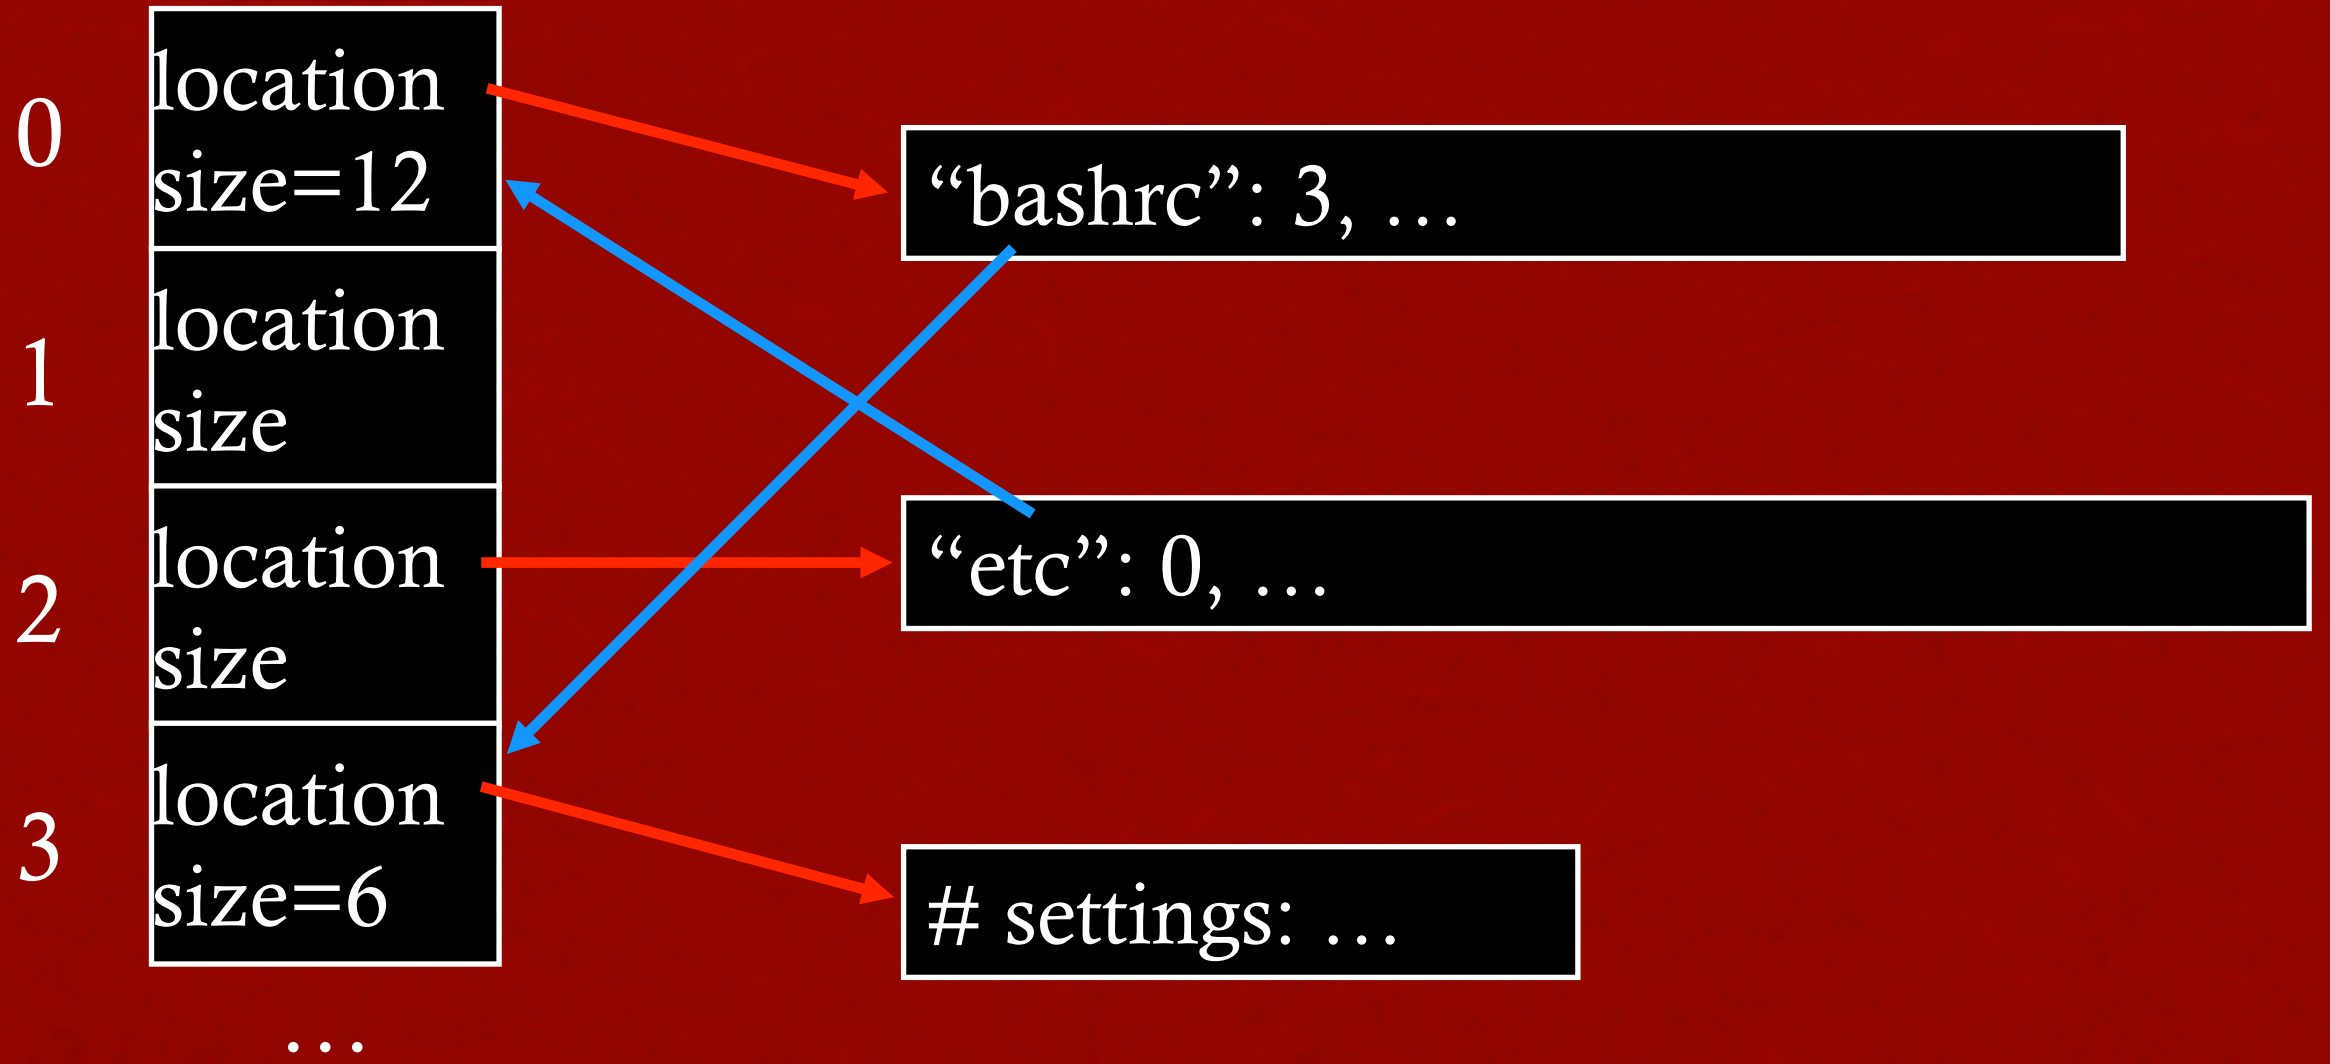 0
location
size=12
1
location
size
2
location
size
3
location
size=6
…
“bashrc”: 3, …
“etc”: 0, …
# settings: …